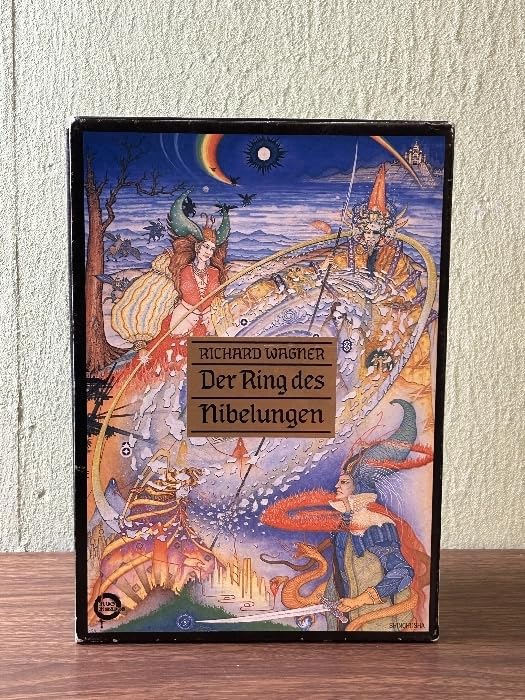 RICHARD WAGNER
Der Ring des
Nibelungen
SHINCHOSHA